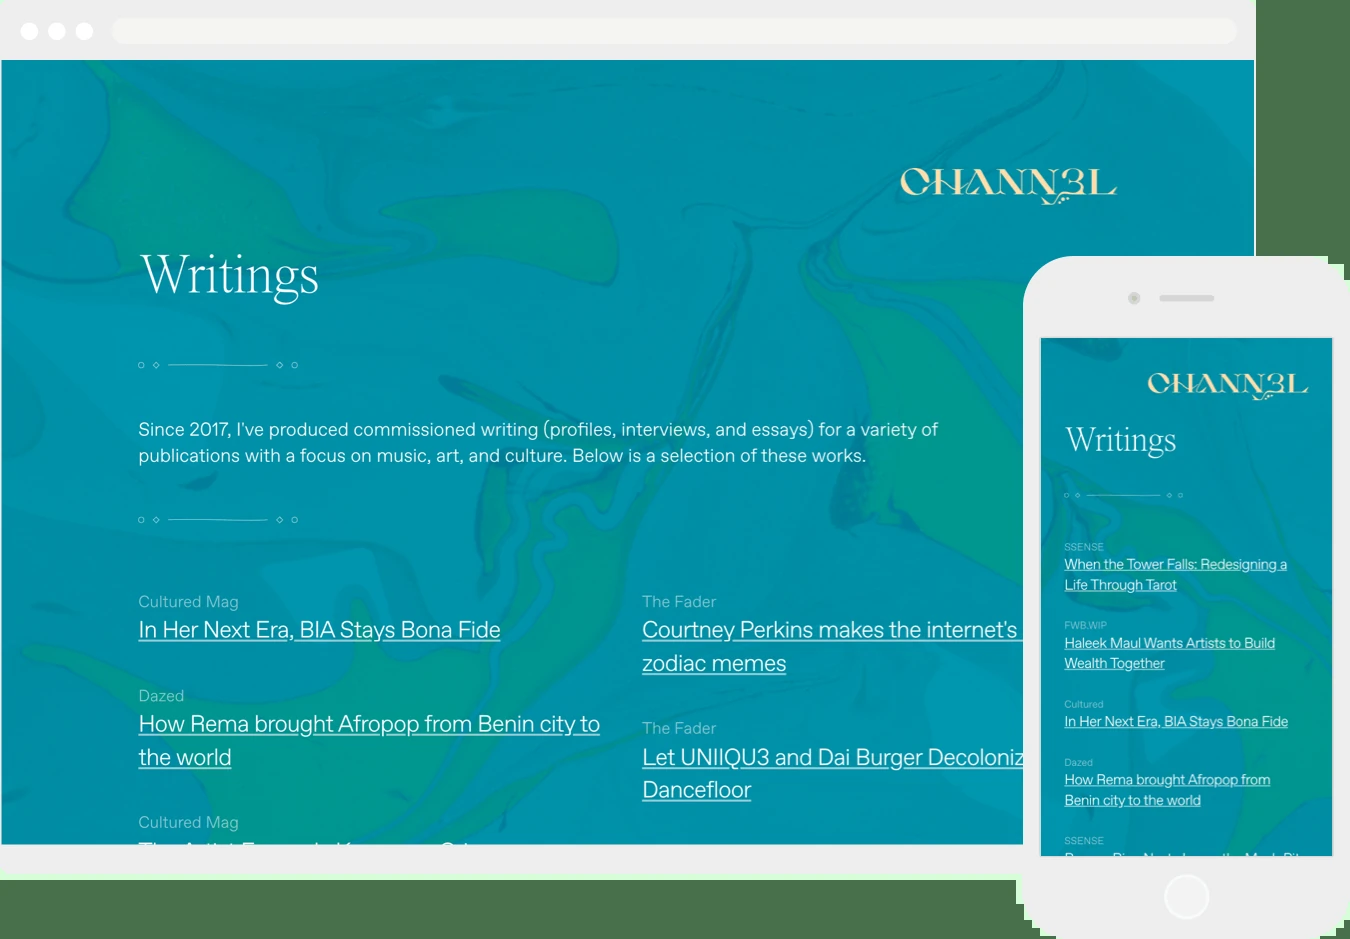 CHANN3L
Writings
Since 2017, I've produced commissioned writing (profiles, interviews, and essays) for a variety of
publications with a focus on music, art, and culture. Below is a selection of these works.
Cultured Mag
In Her Next Era, BIA Stays Bona Fide
Dazed
How Rema brought Afropop from Benin city to
the world
Cultured Mag
The Fader
Courtney Perkins makes the internet's
zodiac memes
The Fader
Let UNIIQU3 and Dai Burger
Dancefloor
CHANN3L
Writings
SSENSE
When the Tower Falls: Redesigning a
Life Through Tarot
FWB.WIP
Haleek Maul Wants Artists to Build
Wealth Together
Cultured
In Her Next Era, BIA Stays Bona Fide
Dazed
How Rema brought Afropop from
Benin city to the world
SSENSE